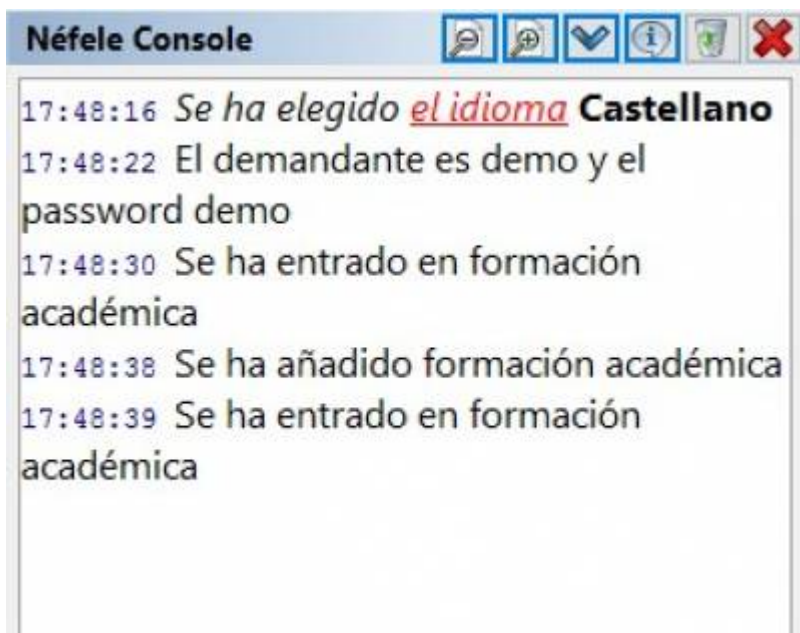 Néfele Console
17:48:16 Se ha elegido el idioma Castellano
17:48:22 El demandante es demo y el
password demo
17:48:30 Se ha entrado en formación
académica
17:48:38 Se ha añadido formación académica
17:48:39 Se ha entrado en formación
académica